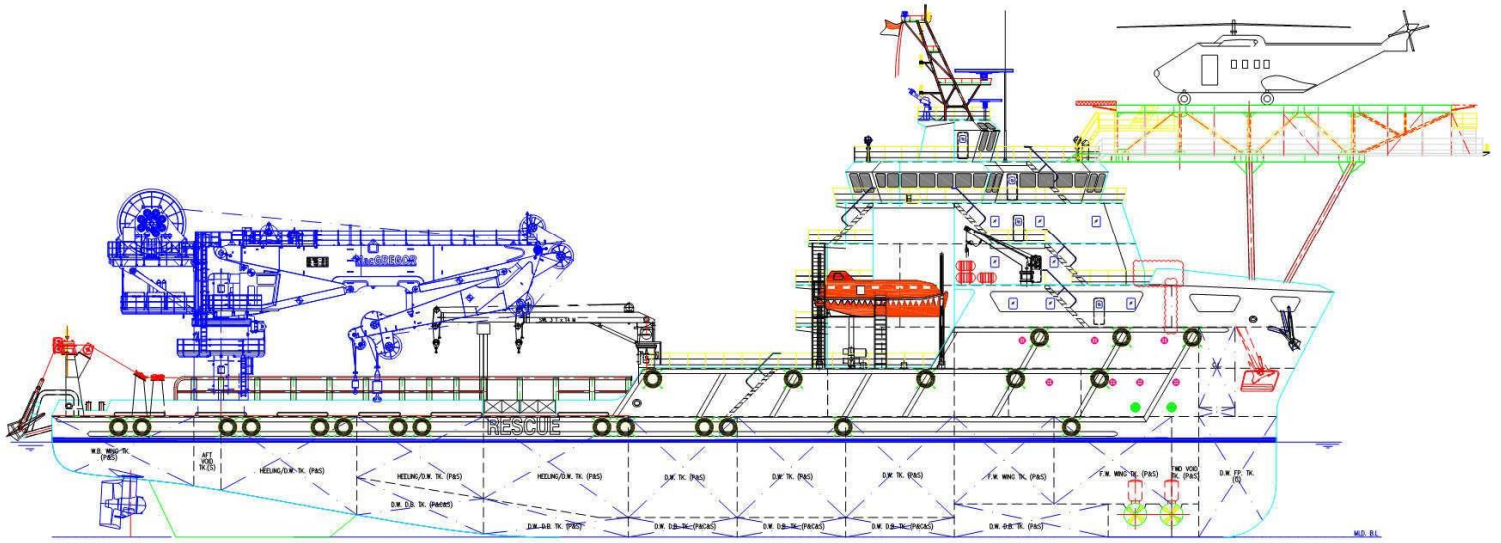 MacGREGOR
RESCUE
W.B. WING TK.
(P&S)
AFT
VOID
TK.(S)
HEELING/D.W. TK. (P&S)
HEELING/D.W. TK. (P&S)
HEELING/D.W. TK. (P&S)
D.W. TK. (P&S)
D.W. TK. (P&S)
D.W. TK. (P&S)
F.W. WING TK. (P&S)
F.W. WING TK. (P&S)
FWD VOID
TK. (P&S)
D.W. FP. TK.
(C)
D.W. D.B. TK. (P&C&S)
D.W. D.B. TK. (P&S)
D.W. D.B. TK. (P&C&S)
D.W. D.B. TK. (P&C&S)
D.W. D.B. TK. (P&C&S)
D.W. D.B. TK. (P&S)
MLD. B.L